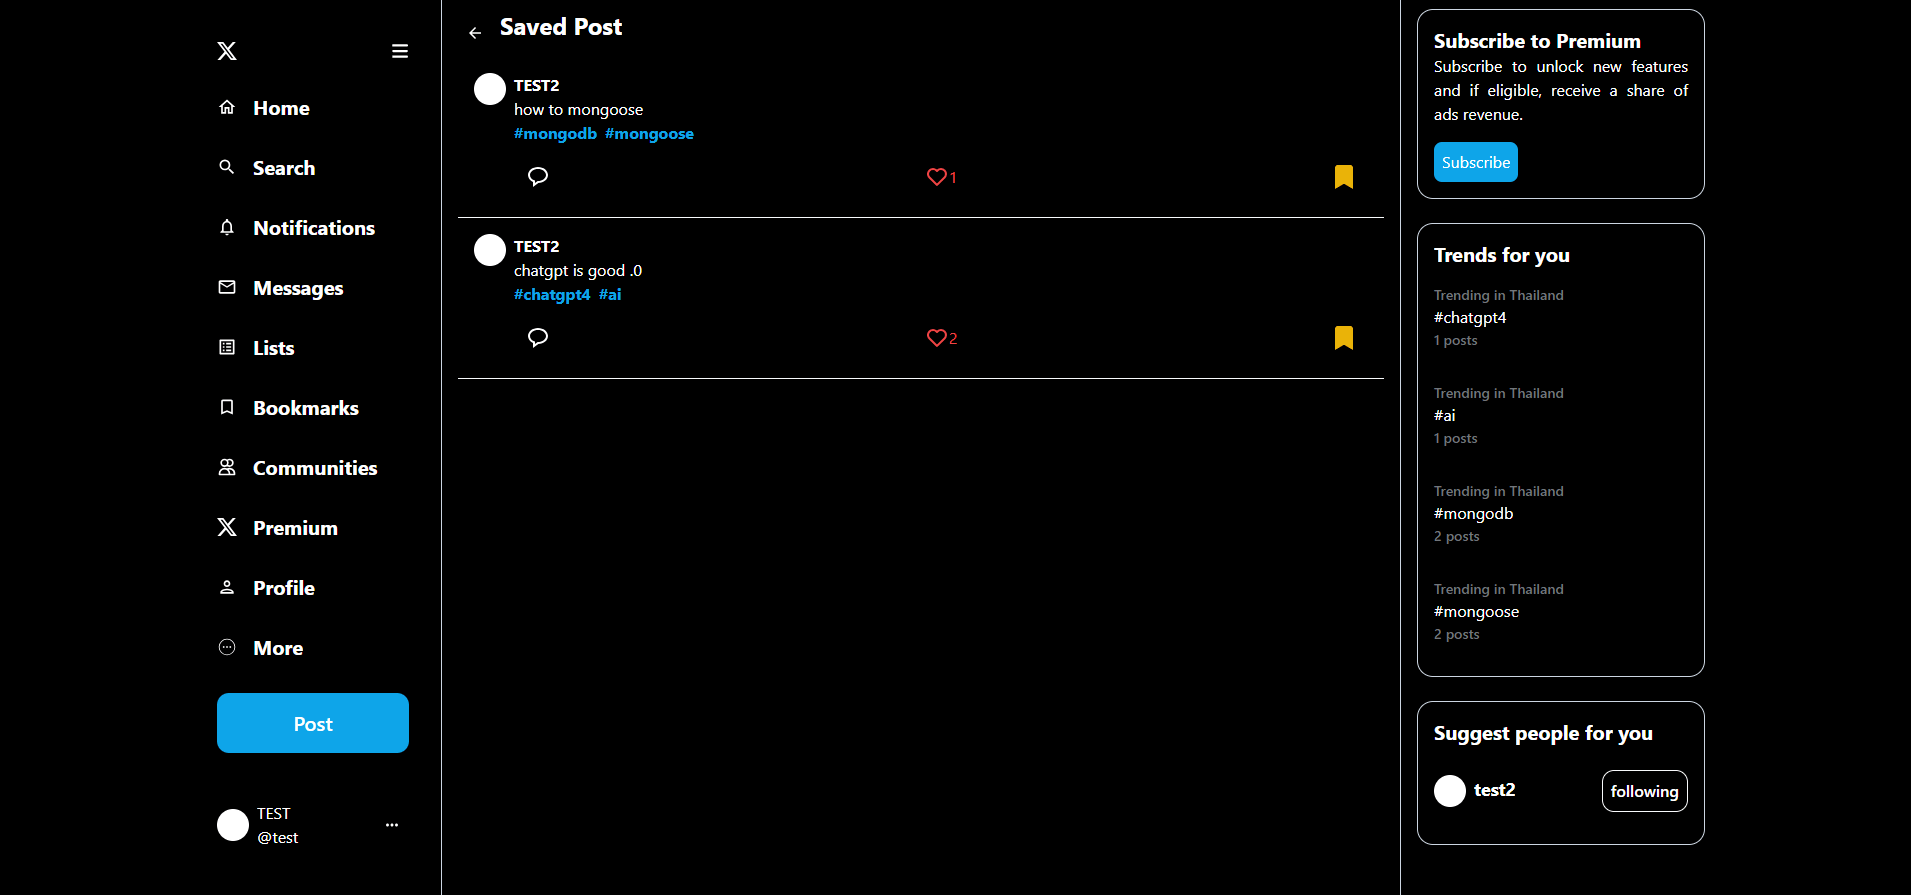 Home
Search
Notifications
Messages
Lists
Bookmarks
Communities
Premium
Profile
More
Post
TEST
@test
Saved Post
TEST2
how to mongoose
#mongodb #mongoose
1
TEST2
chatgpt is good .0
#chatgpt4 #ai
2
Subscribe to Premium
Subscribe to unlock new features
and if eligible, receive a share of
ads revenue.
Subscribe
Trends for you
Trending in Thailand
#chatgpt4
1 posts
Trending in Thailand
#ai
1 posts
Trending in Thailand
#mongodb
2 posts
Trending in Thailand
#mongoose
2 posts
Suggest people for you
test2
following